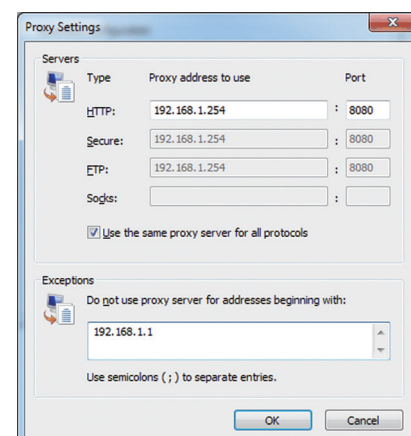 Proxy Settings
Servers
Type Proxy address to use Port
HTTP: 192.168.1.254 : 8080
Secure: 192.168.1.254 : 8080
FTP: 192.168.1.254 : 8080
Socks: :
Use the same proxy server for all protocols
Exceptions
Do not use proxy server for addresses beginning with:
192.168.1.1
Use semicolons ( ; ) to separate entries.
OK Cancel